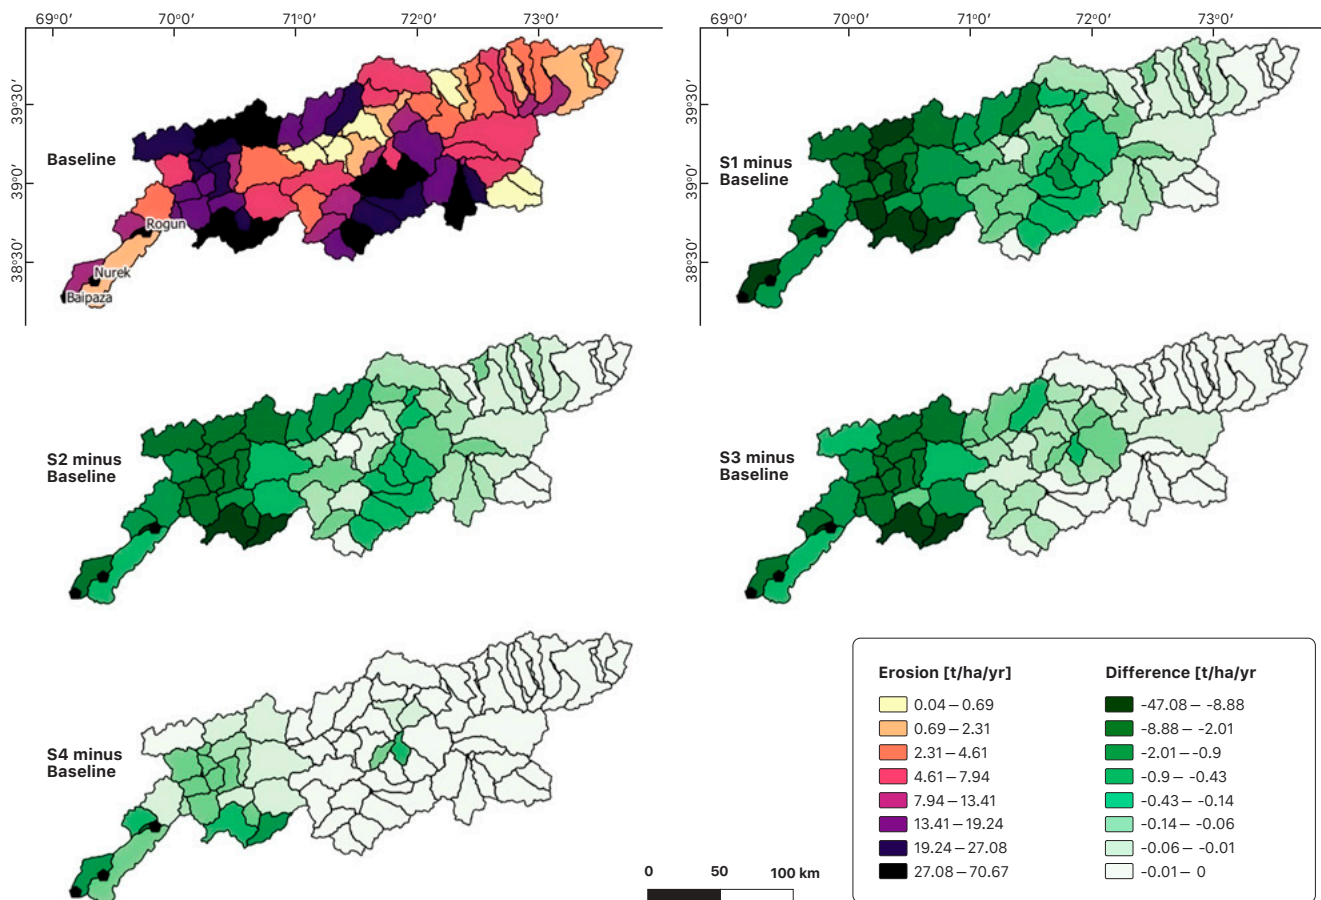 69°0′ 70°0′ 71°0′ 72°0′ 73°0′
69°0′ 70°0′ 71°0′ 72°0′ 73°0′
39°30′
39°0′
38°30′
39°30′
39°0′
38°30′
Baseline
Rogun
Nurek
Baipaza
S1 minus
Baseline
S2 minus
Baseline
S3 minus
Baseline
S4 minus
Baseline
0 50 100 km
Erosion [t/ha/yr]
0.04 – 0.69
0.69 – 2.31
2.31 – 4.61
4.61 – 7.94
7.94 – 13.41
13.41 – 19.24
19.24 – 27.08
27.08 – 70.67
Difference [t/ha/yr
-47.08 – -8.88
-8.88 – -2.01
-2.01 – -0.9
-0.9 – -0.43
-0.43 – -0.14
-0.14 – -0.06
-0.06 – -0.01
-0.01 – 0